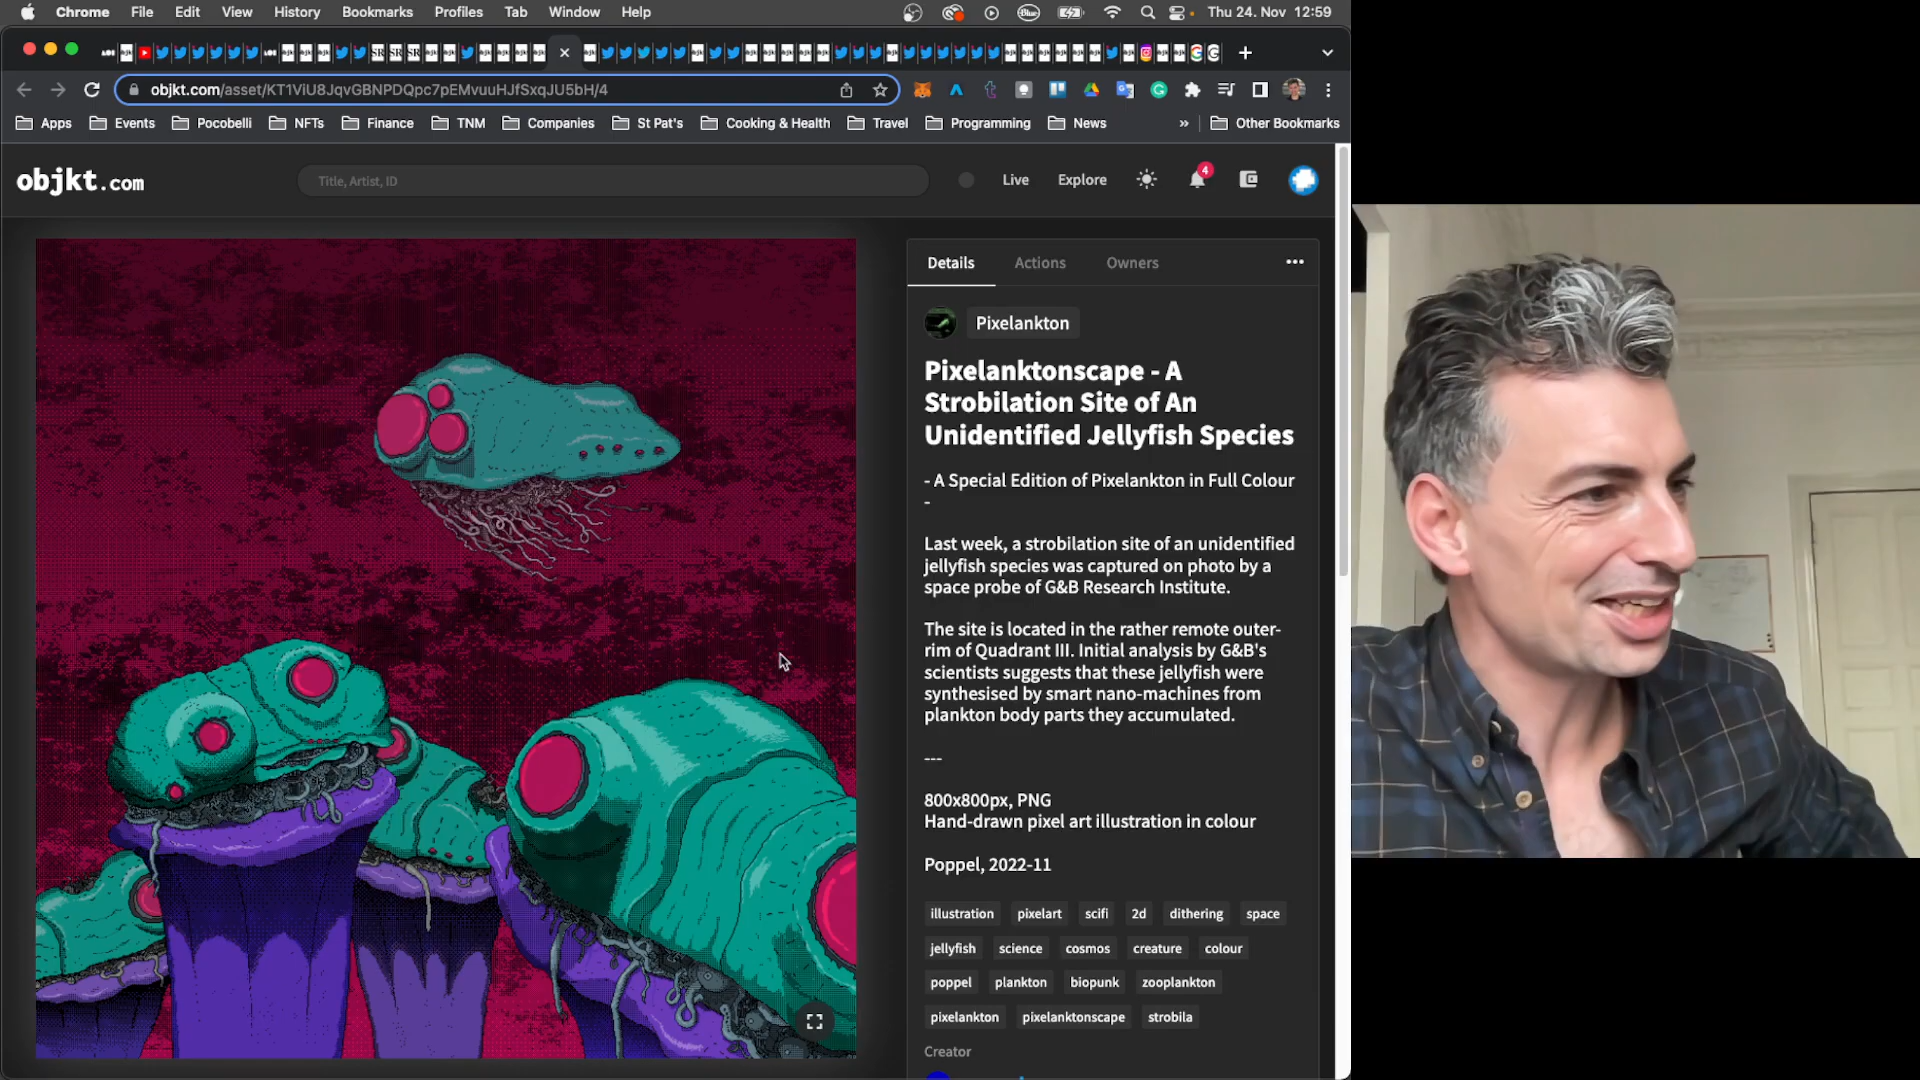 Chrome File Edit View History Bookmarks Profiles Tab Window Help Thu 24. Nov 12:59
objkt.com/asset/KT1ViU8JqvGBNPDQpc7pEMvuuHJfSxqJU5bH/4
Apps Events Pocobelli NFTs Finance TNM Companies St Pat's Cooking & Health Travel Programming News » Other Bookmarks
objkt.com Title, Artist, ID Live Explore 4
Details Actions Owners
Pixelankton
Pixelanktonscape - A
Strobilation Site of An
Unidentified Jellyfish Species
- A Special Edition of Pixelankton in Full Colour
-
Last week, a strobilation site of an unidentified
jellyfish species was captured on photo by a
space probe of G&B Research Institute.
The site is located in the rather remote outer-
rim of Quadrant III. Initial analysis by G&B's
scientists suggests that these jellyfish were
synthesised by smart nano-machines from
plankton body parts they accumulated.
---
800x800px, PNG
Hand-drawn pixel art illustration in colour
Poppel, 2022-11
illustration pixelart scifi 2d dithering space
jellyfish science cosmos creature colour
poppel plankton biopunk zooplankton
pixelankton pixelanktonscape strobila
Creator